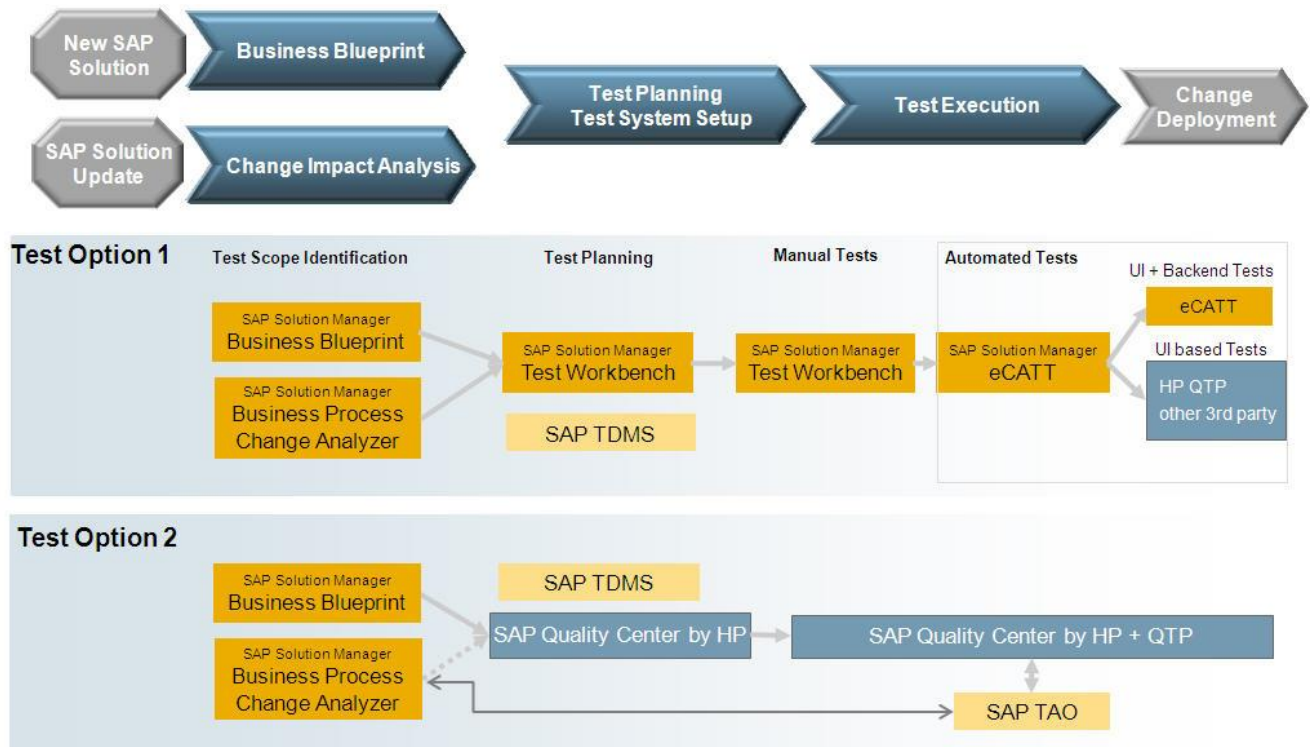 New SAP
Solution
Business Blueprint
Test Planning
Test System Setup
Test Execution
Change
Deployment
SAP Solution
Update
Change Impact Analysis
Test Option 1
Test Scope Identification
Test Planning
Manual Tests
Automated Tests
UI + Backend Tests
eCATT
SAP Solution Manager
Business Blueprint
SAP Solution Manager
Test Workbench
SAP Solution Manager
Test Workbench
SAP Solution Manager
eCATT
UI based Tests
HP QTP
other 3rd party
SAP Solution Manager
Business Process
Change Analyzer
SAP TDMS
Test Option 2
SAP Solution Manager
Business Blueprint
SAP TDMS
SAP Quality Center by HP
SAP Quality Center by HP + QTP
SAP Solution Manager
Business Process
Change Analyzer
SAP TAO